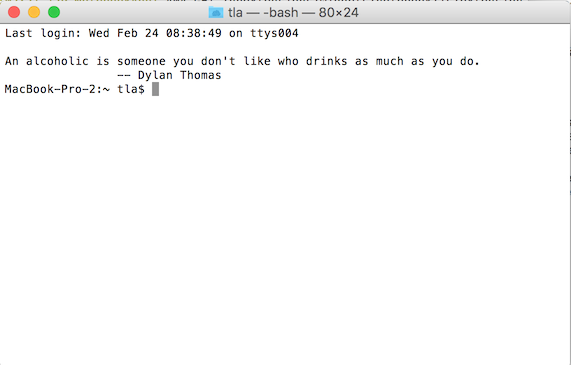 tla — -bash — 80×24
Last login: Wed Feb 24 08:38:49 on ttys004
An alcoholic is someone you don't like who drinks as much as you do.
-- Dylan Thomas
MacBook-Pro-2:~ tla$